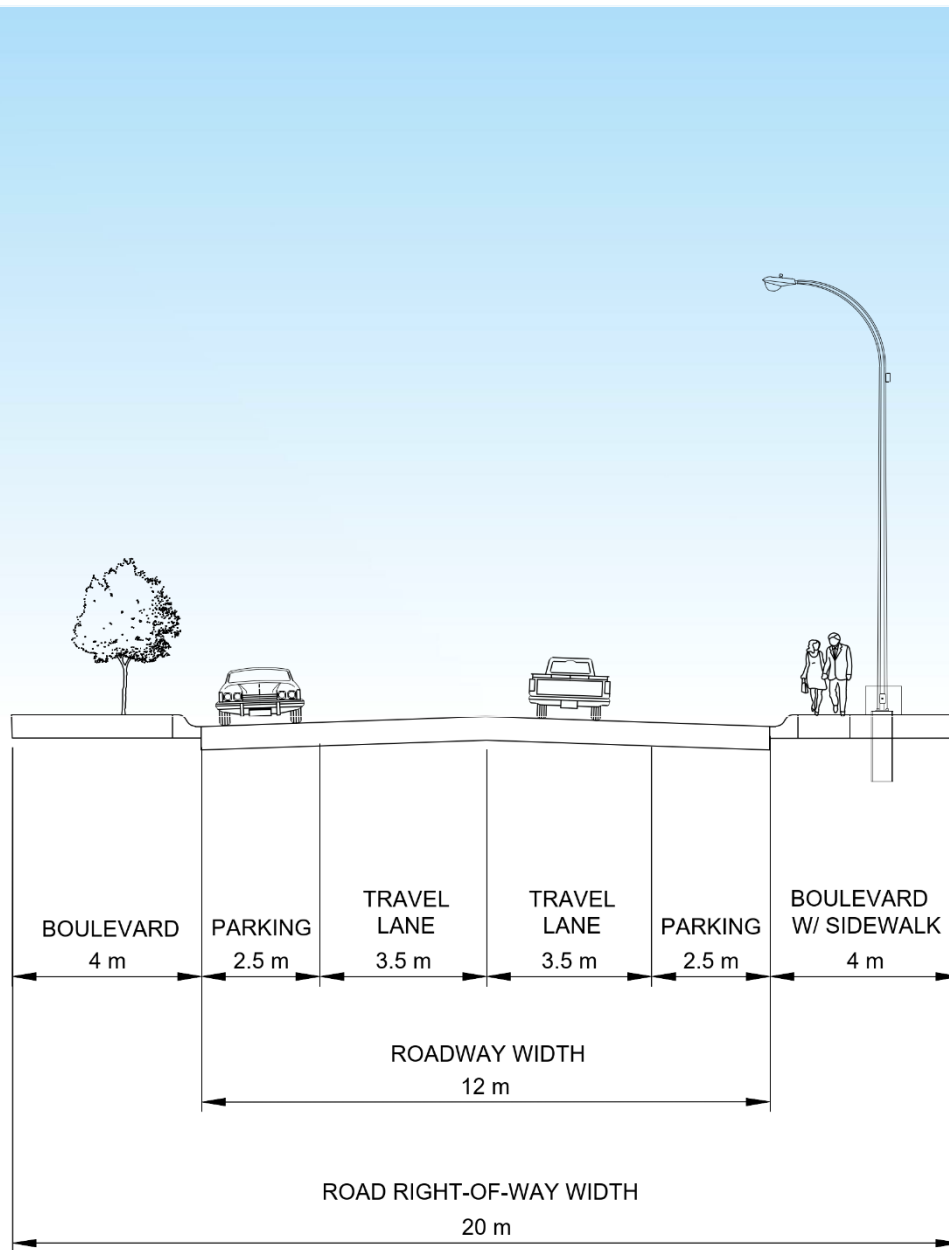 BOULEVARD
4 m
PARKING
2.5 m
TRAVEL
LANE
3.5 m
TRAVEL
LANE
3.5 m
PARKING
2.5 m
BOULEVARD
W/ SIDEWALK
4 m
ROADWAY WIDTH
12 m
ROAD RIGHT-OF-WAY WIDTH
20 m